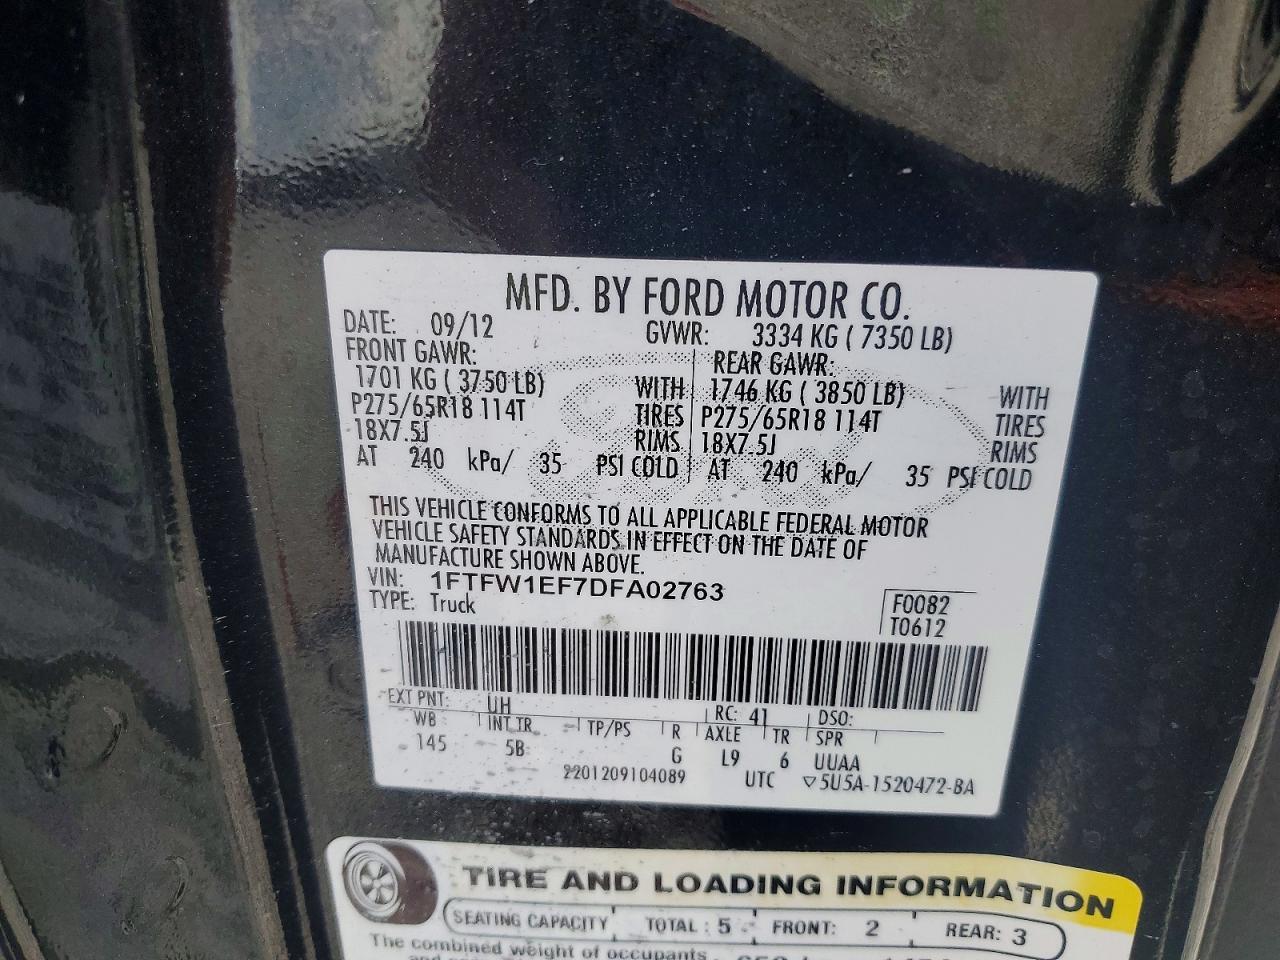 MFD. BY FORD MOTOR CO.
DATE: 09/12 GVWR: 3334 KG ( 7350 LB)
FRONT GAWR: REAR GAWR:
1701 KG ( 3750 LB) WITH 1746 KG ( 3850 LB) WITH
P275/65R18 114T TIRES P275/65R18 114T TIRES
18X7.5J RIMS 18X7.5J RIMS
AT 240 kPa/ 35 PSI COLD AT 240 kPa/ 35 PSI COLD
THIS VEHICLE CONFORMS TO ALL APPLICABLE FEDERAL MOTOR
VEHICLE SAFETY STANDARDS IN EFFECT ON THE DATE OF
MANUFACTURE SHOWN ABOVE.
VIN: 1FTFW1EF7DFA02763
TYPE: Truck
F0082
T0612
EXT PNT: UH RC: 41 DSO:
WB INT TR TP/PS R AXLE TR SPR
145 5B G L9 6 UUAA
2201209104089 UTC ▽5U5A-1520472-BA
TIRE AND LOADING INFORMATION
SEATING CAPACITY TOTAL : 5 FRONT: 2 REAR: 3
The combined weight of occupants